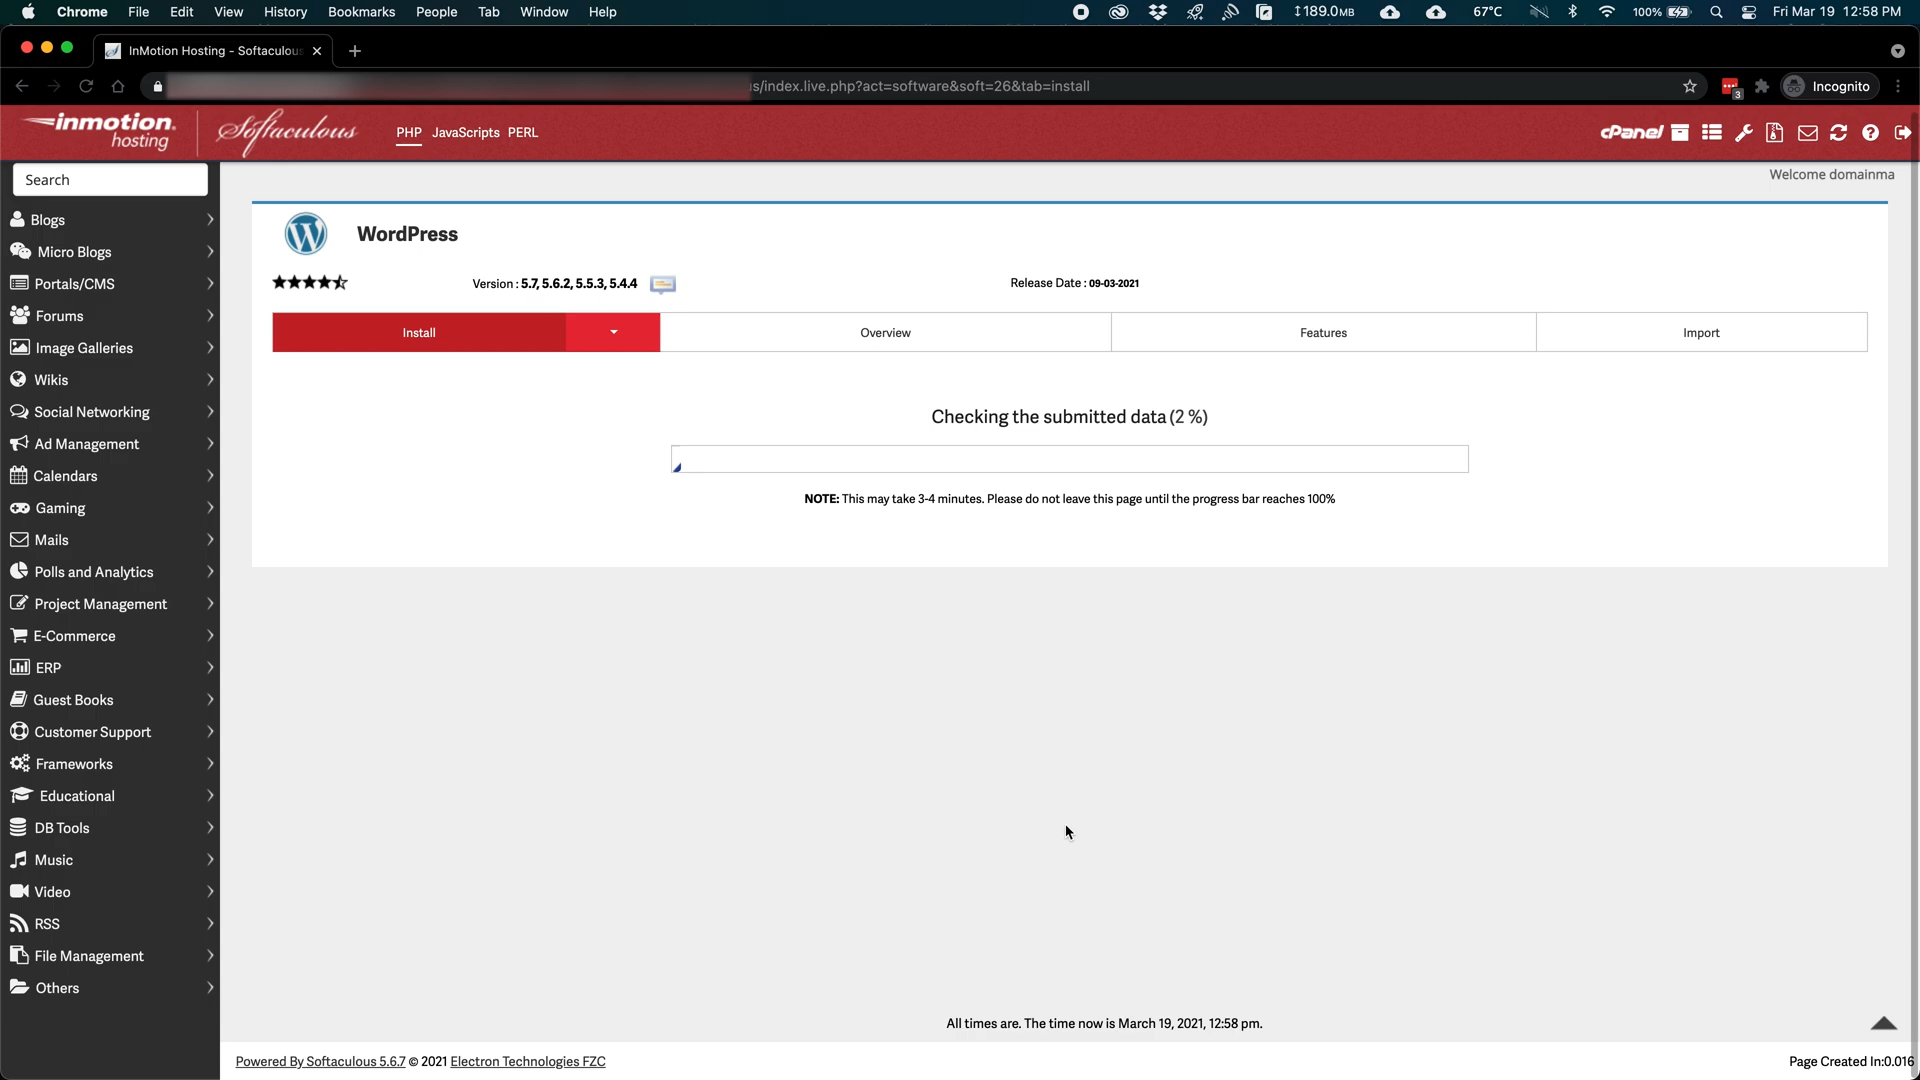 Chrome File Edit View History Bookmarks People Tab Window Help 189.0MB 67°C 100% Fri Mar 19 12:58 PM
InMotion Hosting - Softaculous
s/index.live.php?act=software&soft=26&tab=install 3 Incognito
inmotion hosting Softaculous PHP JavaScripts PERL cPanel
Search
Welcome domainma
Blogs
Micro Blogs
Portals/CMS
Forums
Image Galleries
Wikis
Social Networking
Ad Management
Calendars
Gaming
Mails
Polls and Analytics
Project Management
E-Commerce
ERP
Guest Books
Customer Support
Frameworks
Educational
DB Tools
Music
Video
RSS
File Management
Others
WordPress
Version : 5.7, 5.6.2, 5.5.3, 5.4.4 Release Date : 09-03-2021
Install Overview Features Import
Checking the submitted data (2 %)
NOTE: This may take 3-4 minutes. Please do not leave this page until the progress bar reaches 100%
All times are. The time now is March 19, 2021, 12:58 pm.
Powered By Softaculous 5.6.7 © 2021 Electron Technologies FZC Page Created In:0.016